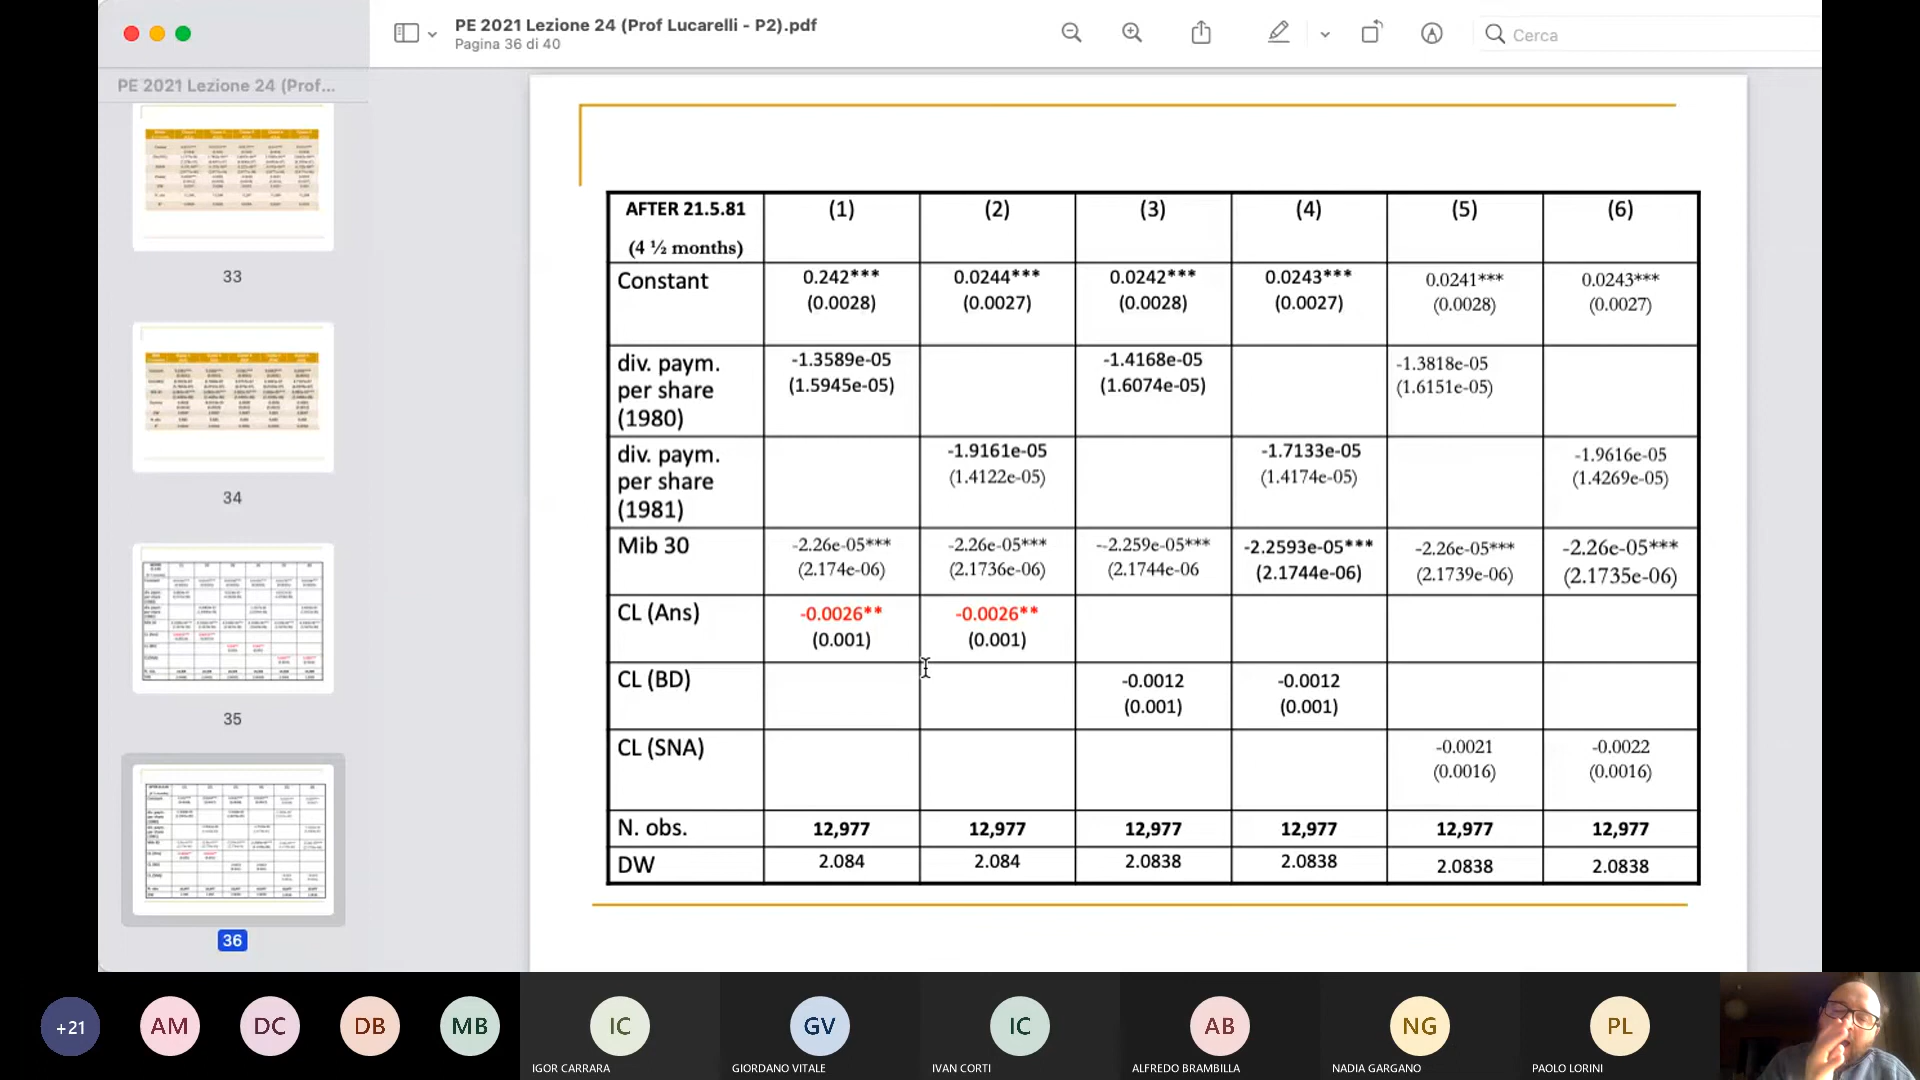 PE 2021 Lezione 24 (Prof Lucarelli - P2).pdf
Pagina 36 di 40
Cerca
PE 2021 Lezione 24 (Prof...
33
34
35
36
AFTER 21.5.81 (1) (2) (3) (4) (5) (6)
(4 ½ months)
Constant 0.242*** 0.0244*** 0.0242*** 0.0243*** 0.0241*** 0.0243***
(0.0028) (0.0027) (0.0028) (0.0027) (0.0028) (0.0027)
div. paym. -1.3589e-05 -1.4168e-05 -1.3818e-05
per share (1.5945e-05) (1.6074e-05) (1.6151e-05)
(1980)
div. paym. -1.9161e-05 -1.7133e-05 -1.9616e-05
per share (1.4122e-05) (1.4174e-05) (1.4269e-05)
(1981)
Mib 30 -2.26e-05*** -2.26e-05*** --2.259e-05*** -2.2593e-05*** -2.26e-05*** -2.26e-05***
(2.174e-06) (2.1736e-06) (2.1744e-06 (2.1744e-06) (2.1739e-06) (2.1735e-06)
CL (Ans) -0.0026** -0.0026**
(0.001) (0.001)
CL (BD) -0.0012 -0.0012
(0.001) (0.001)
CL (SNA) -0.0021 -0.0022
(0.0016) (0.0016)
N. obs. 12,977 12,977 12,977 12,977 12,977 12,977
DW 2.084 2.084 2.0838 2.0838 2.0838 2.0838
+21 AM DC DB MB IC GV IC AB NG PL
IGOR CARRARA GIORDANO VITALE IVAN CORTI ALFREDO BRAMBILLA NADIA GARGANO PAOLO LORINI